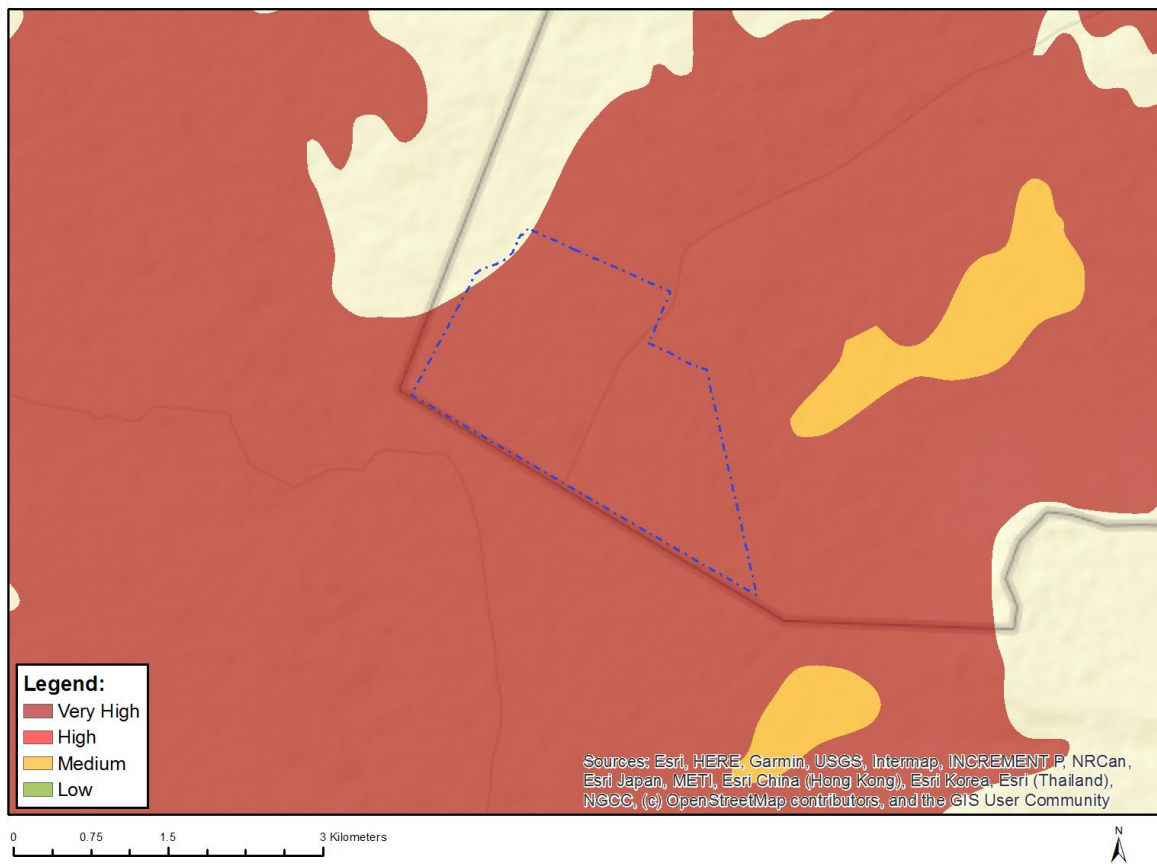 Legend:
Very High
High
Medium
Low
Sources: Esri, HERE, Garmin, USGS, Intermap, INCREMENT P, NRCan,
Esri Japan, METI, Esri China (Hong Kong), Esri Korea, Esri (Thailand),
NGCC, (c) OpenStreetMap contributors, and the GIS User Community
0 0.75 1.5 3 Kilometers
N